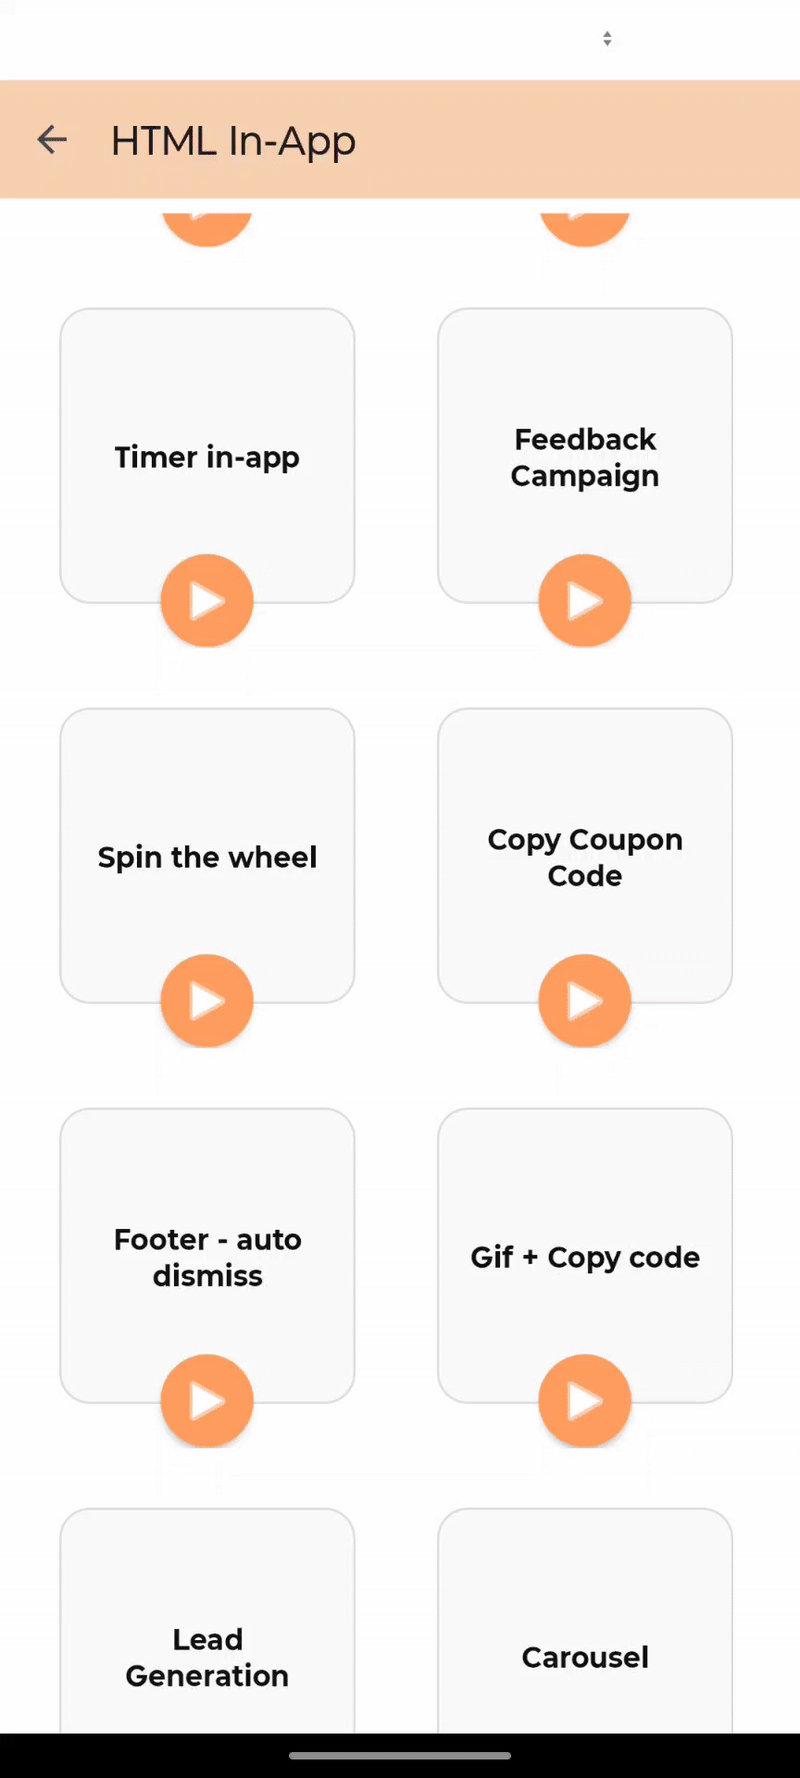 HTML In-App
Timer in-app
Feedback
Campaign
Spin the wheel
Copy Coupon
Code
Footer - auto
dismiss
Gif + Copy code
Lead
Generation
Carousel